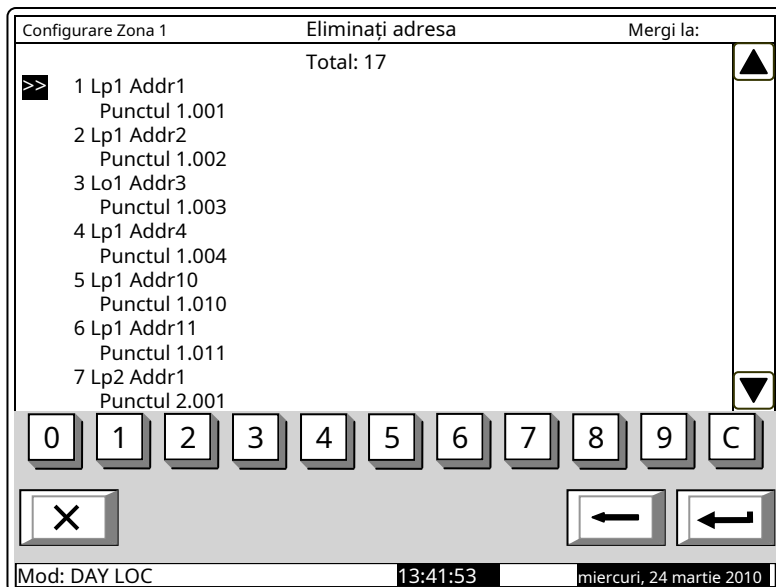 Configurare Zona 1 Eliminați adresa Mergi la:
Total: 17
>> 1 Lp1 Addr1
Punctul 1.001
2 Lp1 Addr2
Punctul 1.002
3 Lo1 Addr3
Punctul 1.003
4 Lp1 Addr4
Punctul 1.004
5 Lp1 Addr10
Punctul 1.010
6 Lp1 Addr11
Punctul 1.011
7 Lp2 Addr1
Punctul 2.001
0 1 2 3 4 5 6 7 8 9 C
Mod: DAY LOC 13:41:53 miercuri, 24 martie 2010